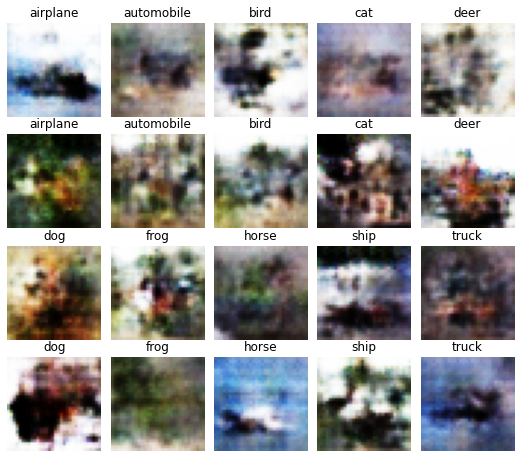 airplane automobile bird cat deer
airplane automobile bird cat deer
dog frog horse ship truck
dog frog horse ship truck